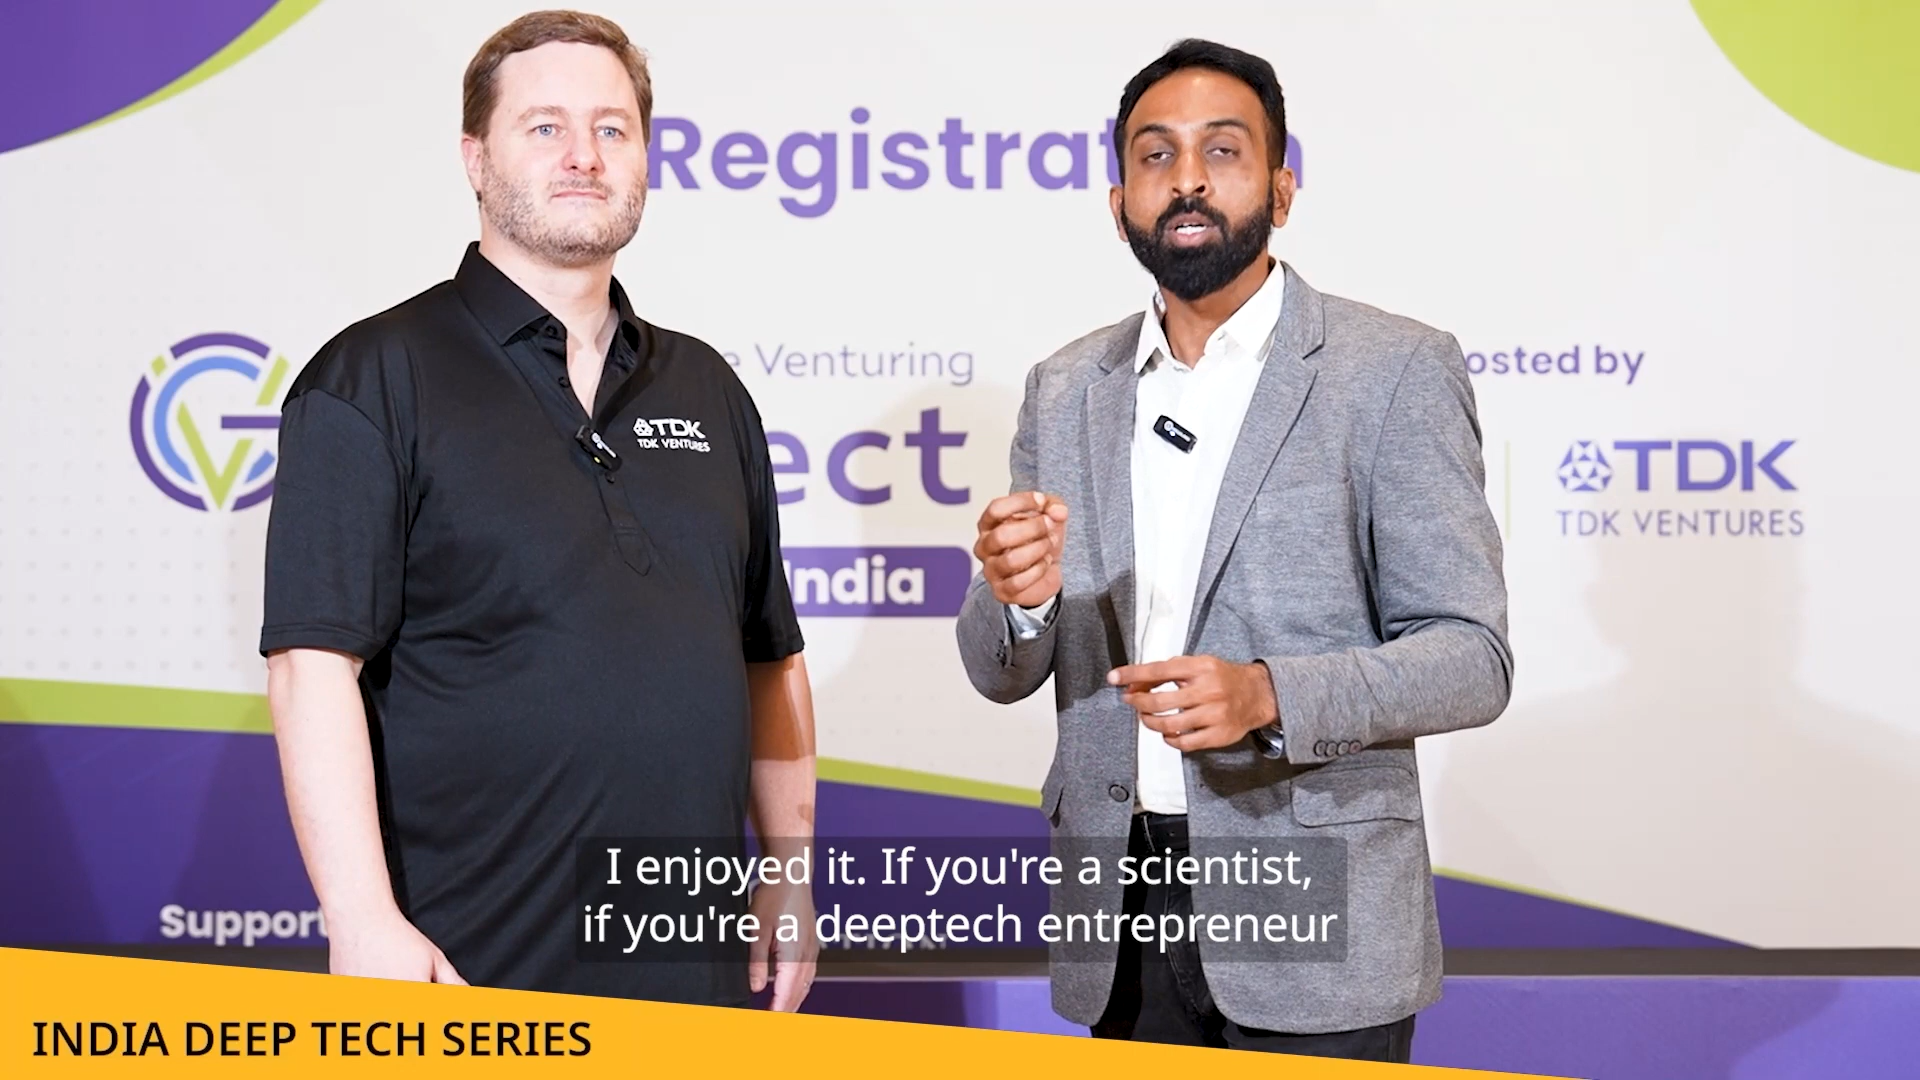 Registrat
e Venturing
ect
India
osted by
TDK
TDK VENTURES
TDK
TDK VENTURES
Support
I enjoyed it. If you're a scientist,
if you're a deeptech entrepreneur
INDIA DEEP TECH SERIES